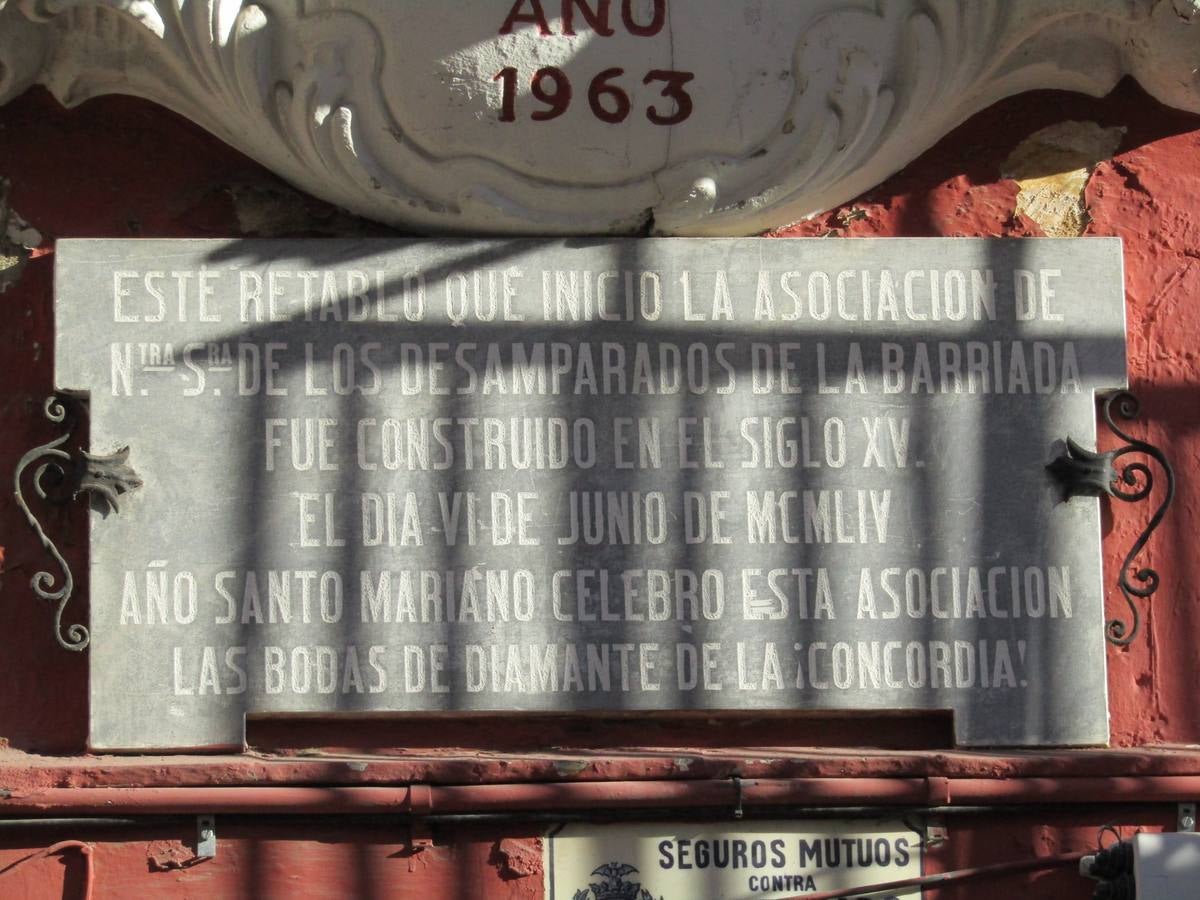 AÑO
1963
ESTE RETABLO QUE INICIO LA ASOCIACION DE
N.TRA S.RA DE LOS DESAMPARADOS DE LA BARRIADA
FUE CONSTRUIDO EN EL SIGLO XV.
EL DIA VI DE JUNIO DE MCMLIV
AÑO SANTO MARIANO CELEBRO ESTA ASOCIACION
LAS BODAS DE DIAMANTE DE LA ¡CONCORDIA!
SEGUROS MUTUOS
CONTRA